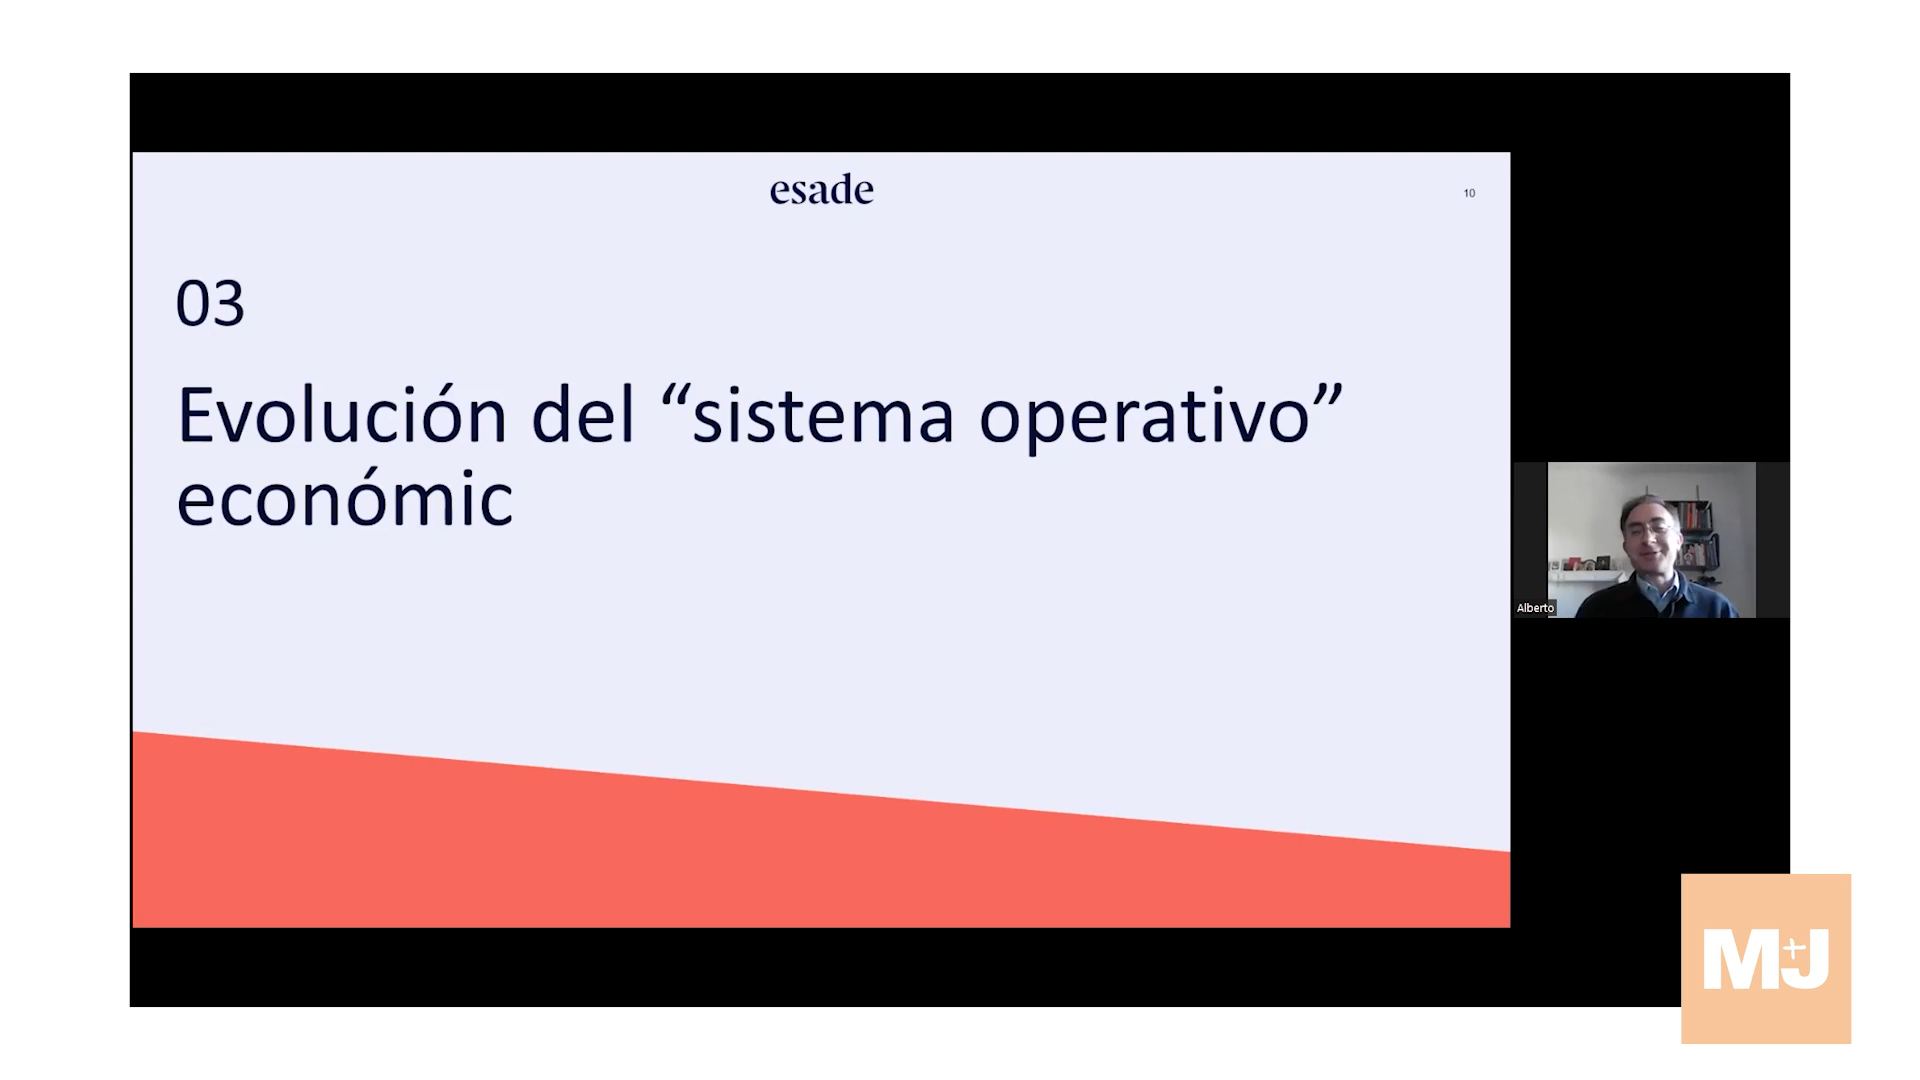 esade
10
03
Evolución del “sistema operativo”
económic
Alberto
M+J